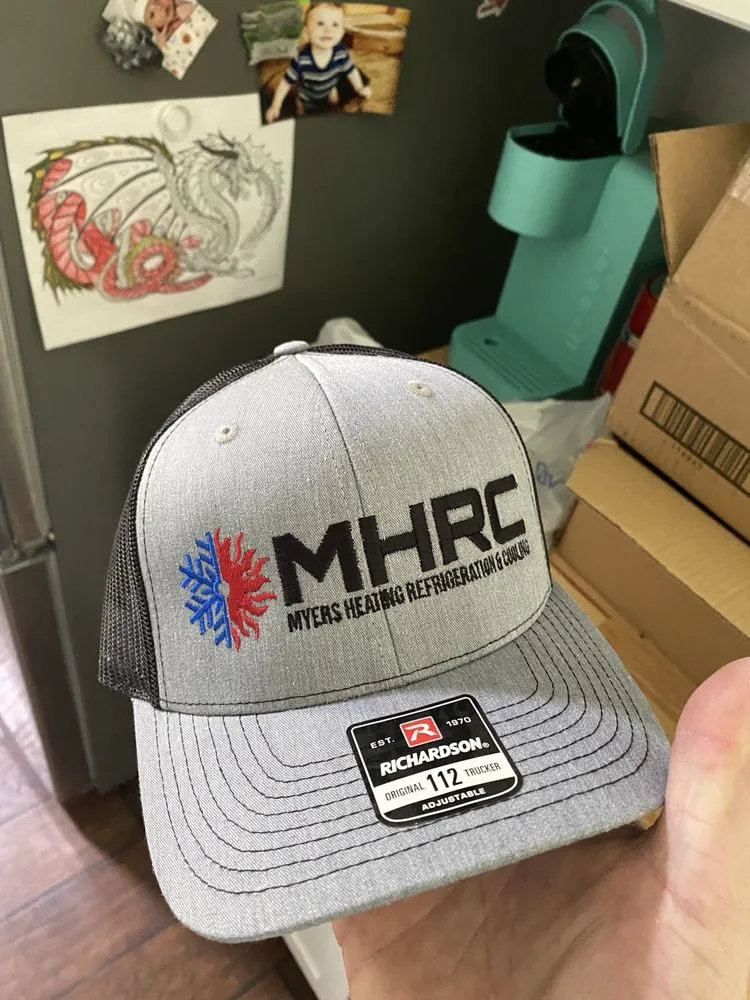 MHRC
MYERS HEATING REFRIGERATION & COOLING
EST. R 1970
RICHARDSON®
ORIGINAL 112 TRUCKER
ADJUSTABLE